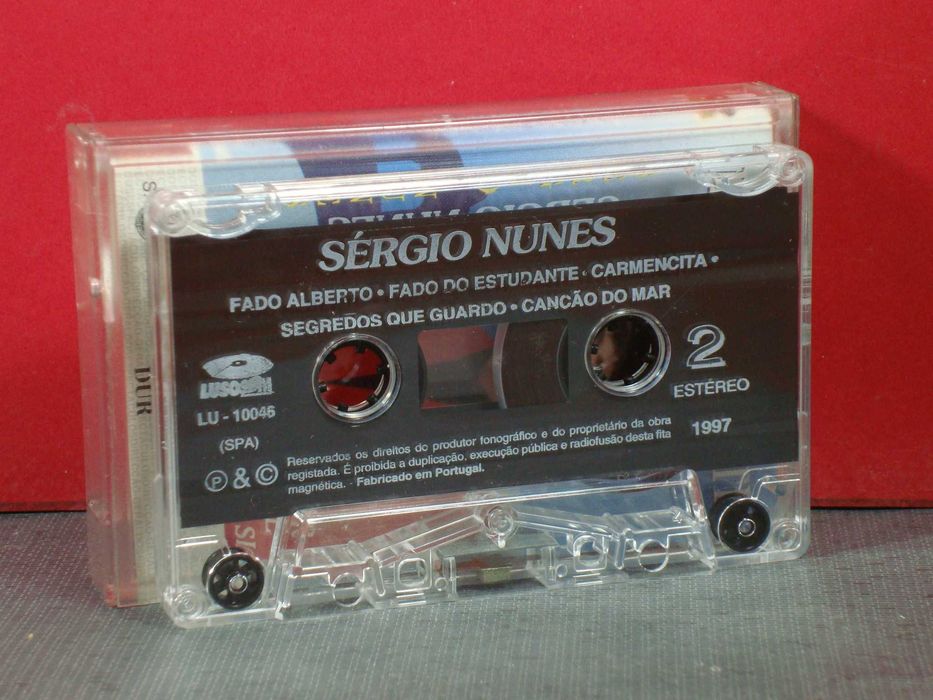 SÉRGIO NUNES
FADO ALBERTO • FADO DO ESTUDANTE • CARMENCITA •
SEGREDOS QUE GUARDO • CANÇÃO DO MAR
2
ESTÉREO
1997
LUSOSOM
LU - 10046
(SPA)
Ⓟ & ©
Reservados os direitos do produtor fonográfico e do proprietário da obra
registada. É proibida a duplicação, execução pública e radiofusão desta fita
magnética. - Fabricado em Portugal.
DUR